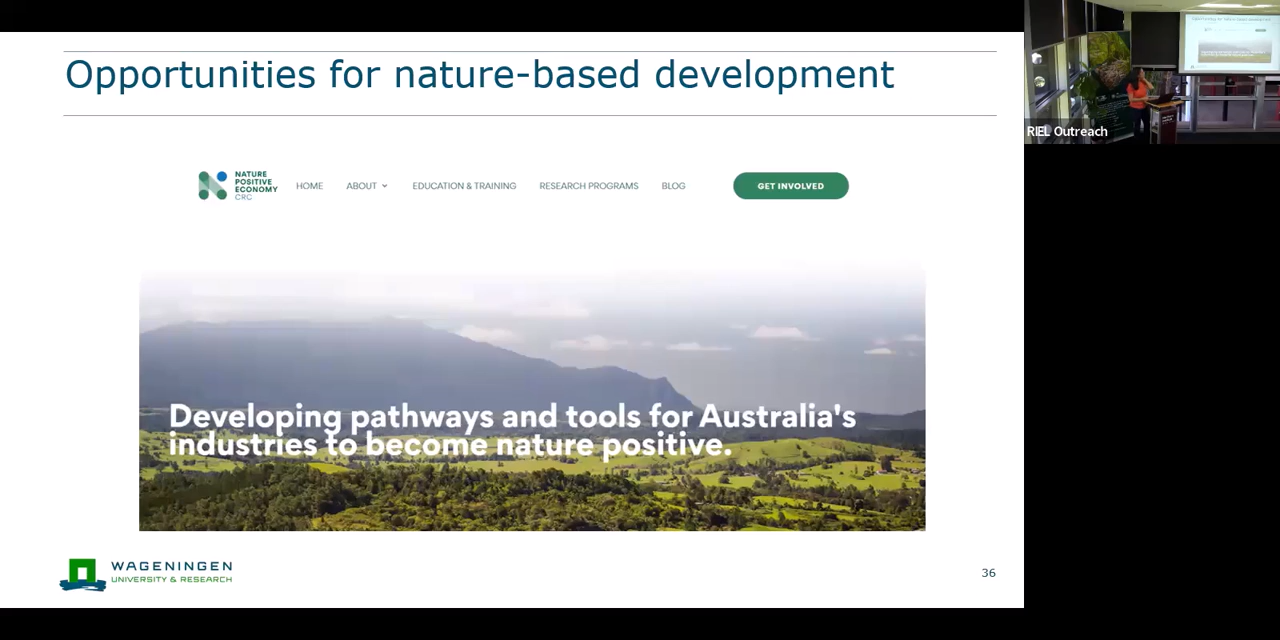 Opportunities for nature-based development
NATURE
POSITIVE
ECONOMY
CRC
HOME
ABOUT
EDUCATION & TRAINING
RESEARCH PROGRAMS
BLOG
GET INVOLVED
Developing pathways and tools for Australia's
industries to become nature positive.
WAGENINGEN
UNIVERSITY & RESEARCH
36
RIEL Outreach